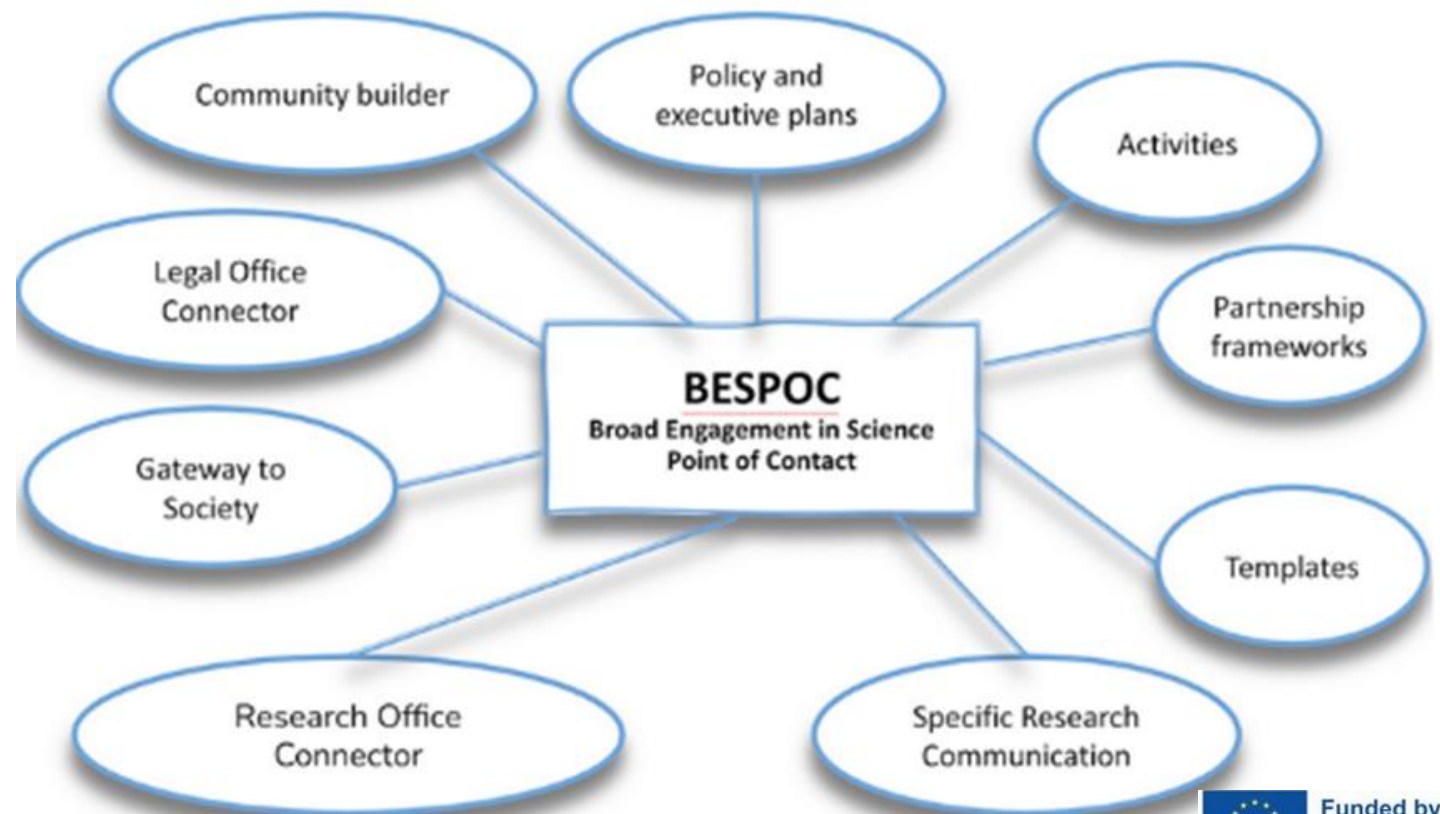 Community builder
Policy and
executive plans
Activities
Legal Office
Connector
Partnership
frameworks
BESPOC
Broad Engagement in Science
Point of Contact
Gateway to
Society
Templates
Research Office
Connector
Specific Research
Communication
Funded by